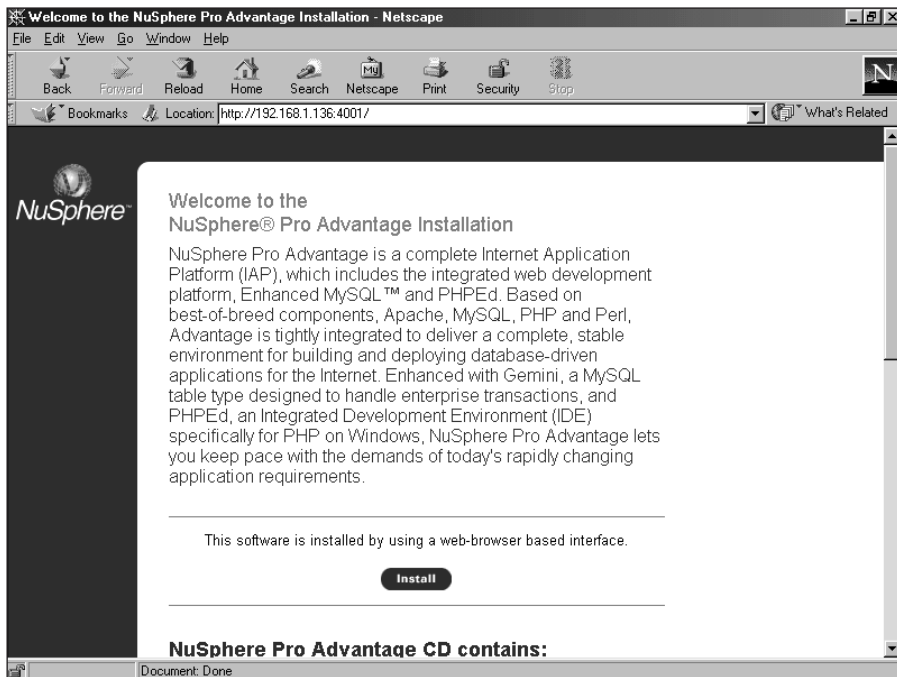 Welcome to the NuSphere Pro Advantage Installation - Netscape
File Edit View Go Window Help
Back Forward Reload Home Search Netscape Print Security Stop
My
N
Bookmarks Location: http://192.168.1.136:4001/ What's Related
NuSphere™
Welcome to the
NuSphere® Pro Advantage Installation
NuSphere Pro Advantage is a complete Internet Application
Platform (IAP), which includes the integrated web development
platform, Enhanced MySQL™ and PHPEd. Based on
best-of-breed components, Apache, MySQL, PHP and Perl,
Advantage is tightly integrated to deliver a complete, stable
environment for building and deploying database-driven
applications for the Internet. Enhanced with Gemini, a MySQL
table type designed to handle enterprise transactions, and
PHPEd, an Integrated Development Environment (IDE)
specifically for PHP on Windows, NuSphere Pro Advantage lets
you keep pace with the demands of today's rapidly changing
application requirements.
This software is installed by using a web-browser based interface.
Install
NuSphere Pro Advantage CD contains:
Document: Done